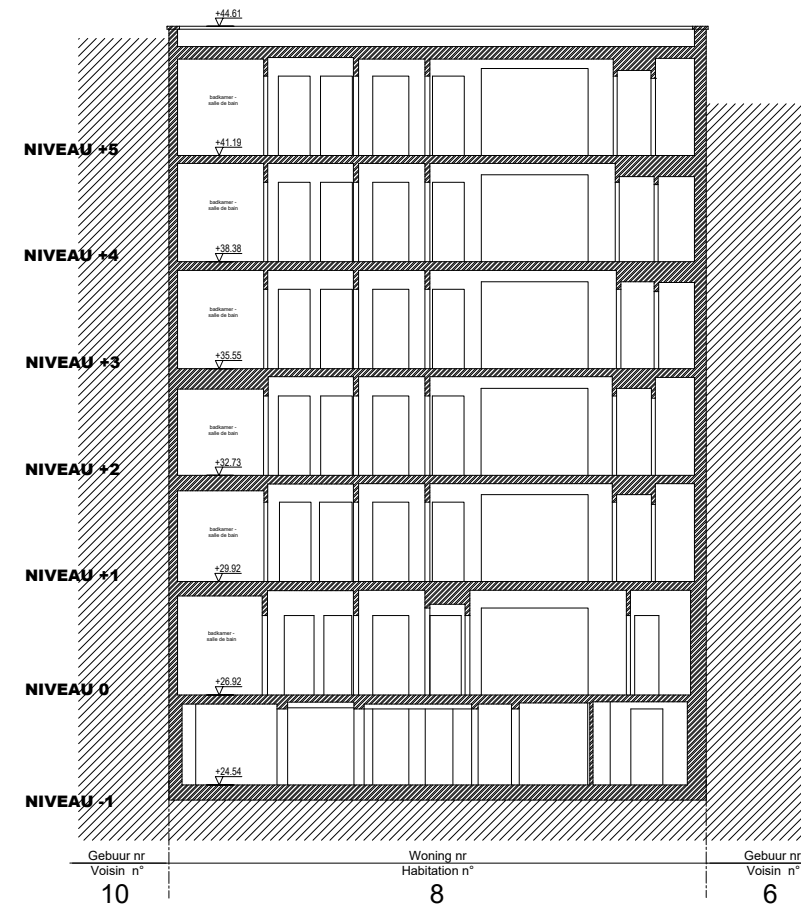 +44.61
badkamer -
salle de bain
+41.19
NIVEAU +5
badkamer -
salle de bain
+38.38
NIVEAU +4
badkamer -
salle de bain
+35.55
NIVEAU +3
badkamer -
salle de bain
+32.73
NIVEAU +2
badkamer -
salle de bain
+29.92
NIVEAU +1
badkamer -
salle de bain
+26.92
NIVEAU 0
+24.54
NIVEAU -1
Gebuur nr Woning nr Gebuur nr
Voisin n° Habitation n° Voisin n°
10 8 6